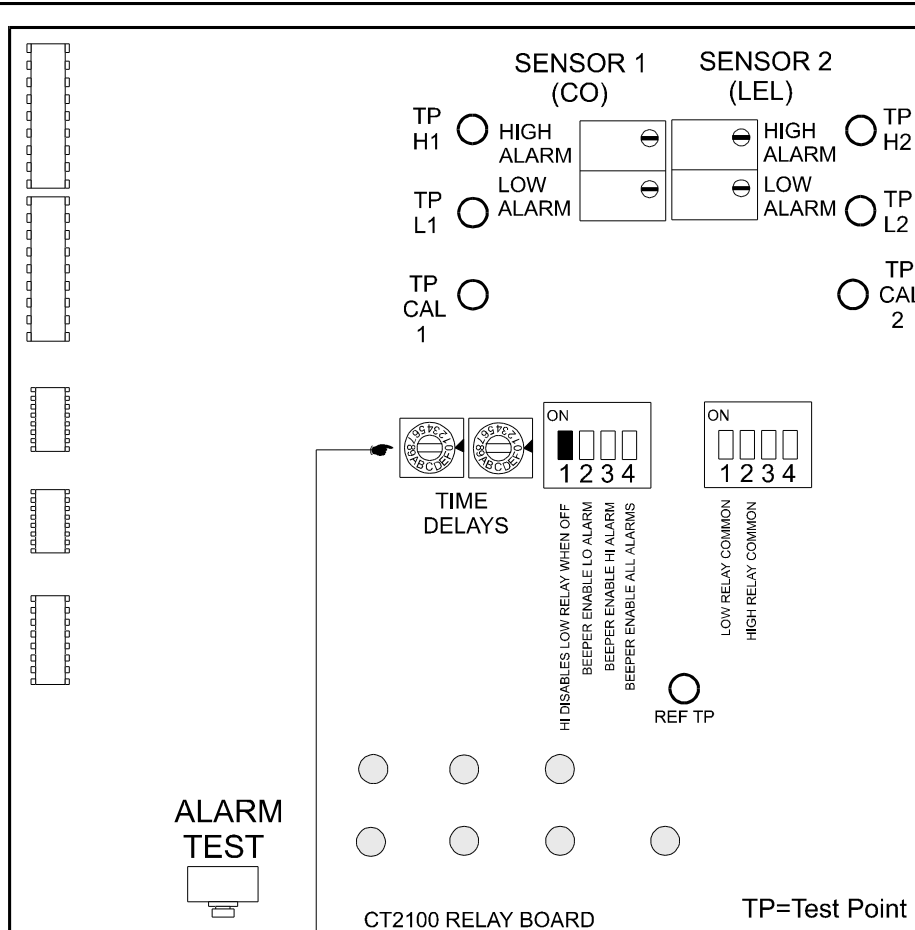 SENSOR 1
(CO)
SENSOR 2
(LEL)
TP
H1
HIGH
ALARM
HIGH
ALARM
TP
H2
TP
L1
LOW
ALARM
LOW
ALARM
TP
L2
TP
CAL
1
TP
CAL
2
0123456789ABCDEF
0123456789ABCDEF
TIME
DELAYS
ON
1 2 3 4
ON
1 2 3 4
HI DISABLES LOW RELAY WHEN OFF
BEEPER ENABLE LO ALARM
BEEPER ENABLE HI ALARM
BEEPER ENABLE ALL ALARMS
LOW RELAY COMMON
HIGH RELAY COMMON
REF TP
ALARM
TEST
CT2100 RELAY BOARD
TP=Test Point